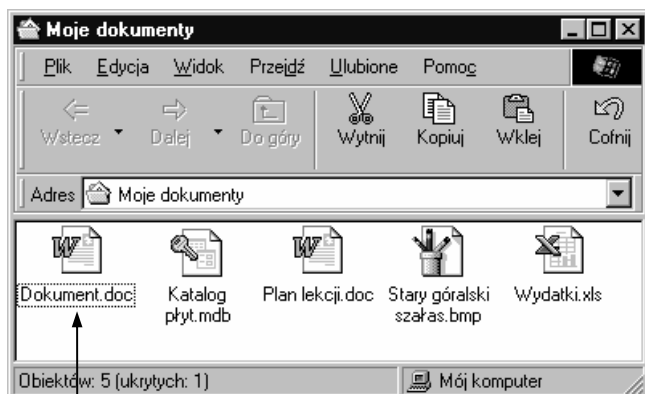 Moje dokumenty
Plik Edycja Widok Przejdź Ulubione Pomoc
Wstecz Dalej Do góry Wytnij Kopiuj Wklej Cofnij
Adres Moje dokumenty
Dokument.doc Katalog Plan lekcji.doc Stary góralski Wydatki.xls
płyt.mdb szałas.bmp
Obiektów: 5 (ukrytych: 1) Mój komputer